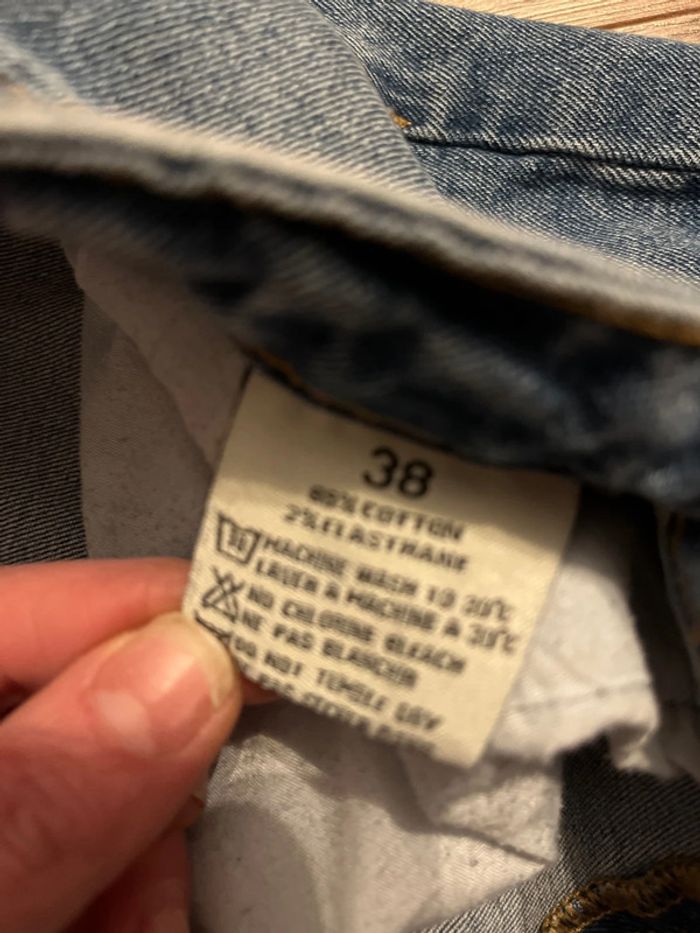 38
COTTON
2% ELASTHANE
30 MACHINE WASH TO 30°C
LAVER A MACHINE A 30°C
NO CHLORINE BLEACH
NE PAS BLANCHIR
DO NOT TUMBLE DRY